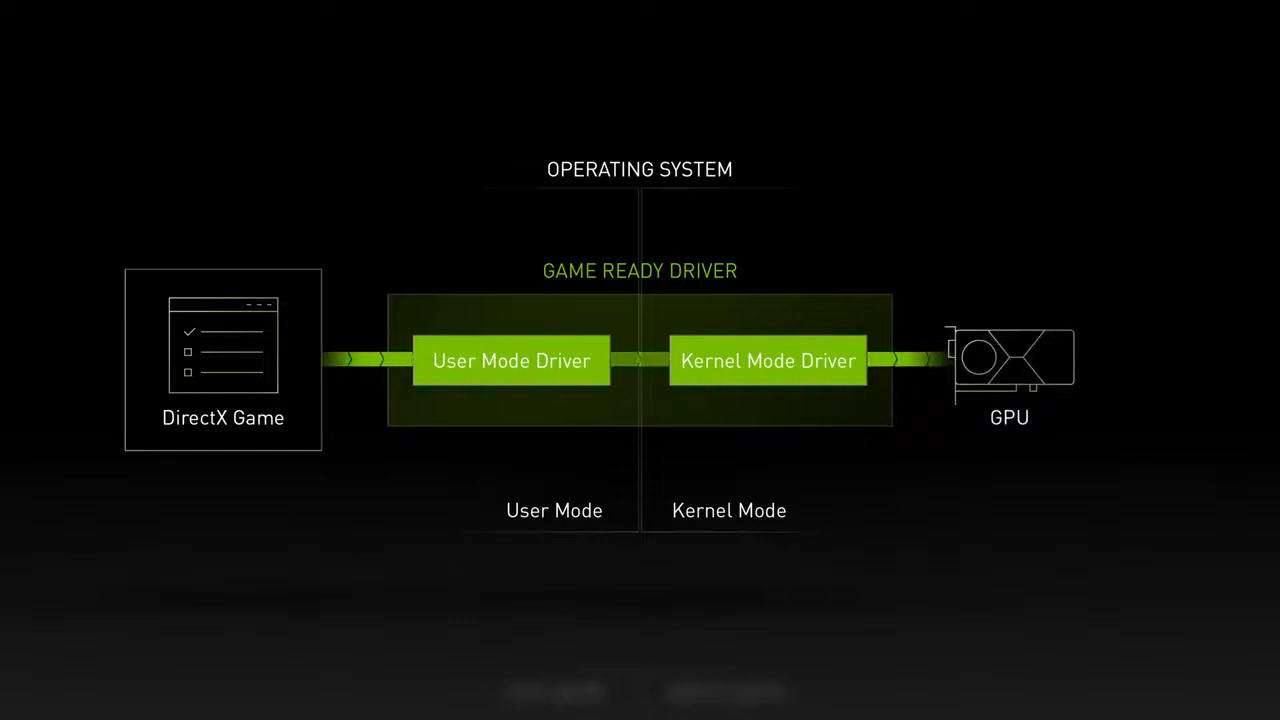 OPERATING SYSTEM
GAME READY DRIVER
User Mode Driver
Kernel Mode Driver
DirectX Game
GPU
User Mode
Kernel Mode